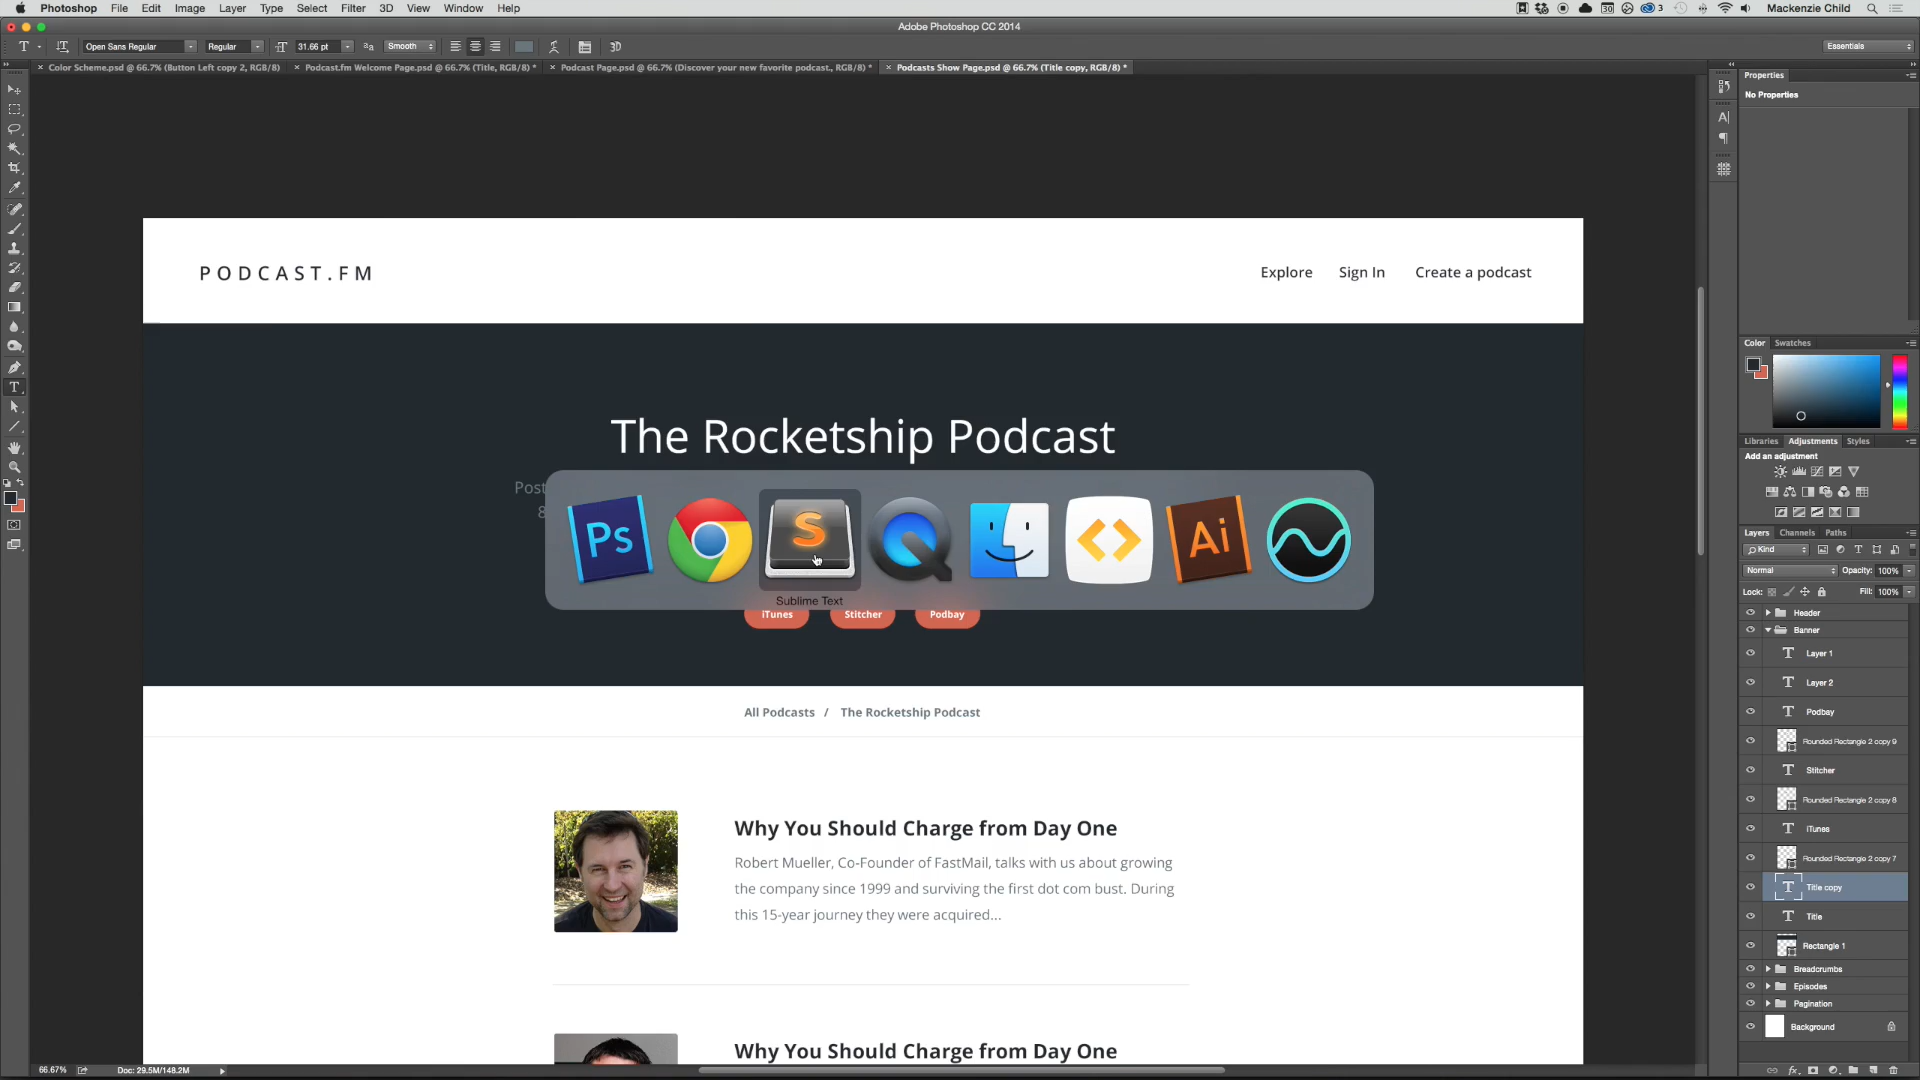 Photoshop File Edit Image Layer Type Select Filter 3D View Window Help 30 3 Mackenzie Child
Adobe Photoshop CC 2014
T Open Sans Regular Regular 31.66 pt Smooth 3D Essentials
Color Scheme.psd @ 66.7% (Button Left copy 2, RGB/8)
Podcast.fm Welcome Page.psd @ 66.7% (Title, RGB/8) *
Podcast Page.psd @ 66.7% (Discover your new favorite podcast., RGB/8) *
Podcasts Show Page.psd @ 66.7% (Title copy, RGB/8) *
Properties
No Properties
PODCAST.FM
Explore Sign In Create a podcast
The Rocketship Podcast
Post
8
Ps
S
Ai
Sublime Text
iTunes Stitcher Podbay
All Podcasts / The Rocketship Podcast
Why You Should Charge from Day One
Robert Mueller, Co-Founder of FastMail, talks with us about growing
the company since 1999 and surviving the first dot com bust. During
this 15-year journey they were acquired...
Why You Should Charge from Day One
Color Swatches
Libraries Adjustments Styles
Add an adjustment
Layers Channels Paths
Kind
Normal Opacity: 100%
Lock: Fill: 100%
Header
Banner
T Layer 1
T Layer 2
T Podbay
Rounded Rectangle 2 copy 9
T Stitcher
Rounded Rectangle 2 copy 8
T iTunes
Rounded Rectangle 2 copy 7
T Title copy
T Title
Rectangle 1
Breadcrumbs
Episodes
Pagination
Background
66.67% Doc: 29.5M/148.2M